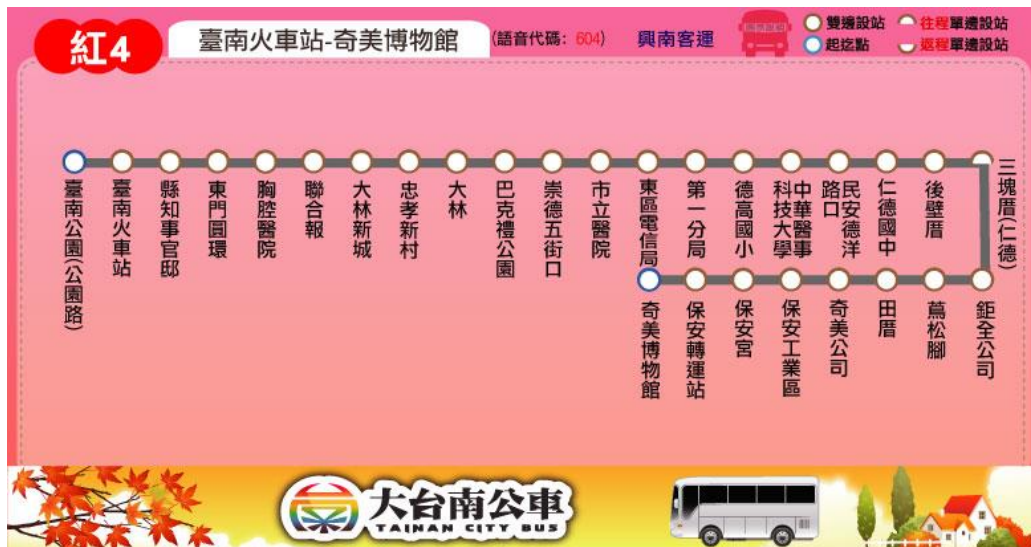 紅4
臺南火車站-奇美博物館
(語音代碼：604)
興南客運
雙邊設站
往程單邊設站
起迄點
返程單邊設站
臺南公園(公園路)
臺南火車站
縣知事官邸
東門圓環
胸腔醫院
聯合報
大林新城
忠孝新村
大林
巴克禮公園
崇德五街口
市立醫院
東區電信局
第一分局
德高國小
中華醫事
科技大學
民安德洋
路口
仁德國中
後壁厝
三塊厝(仁德)
鉅全公司
蔦松腳
田厝
奇美公司
保安工業區
保安宮
保安轉運站
奇美博物館
大台南公車
TAINAN CITY BUS